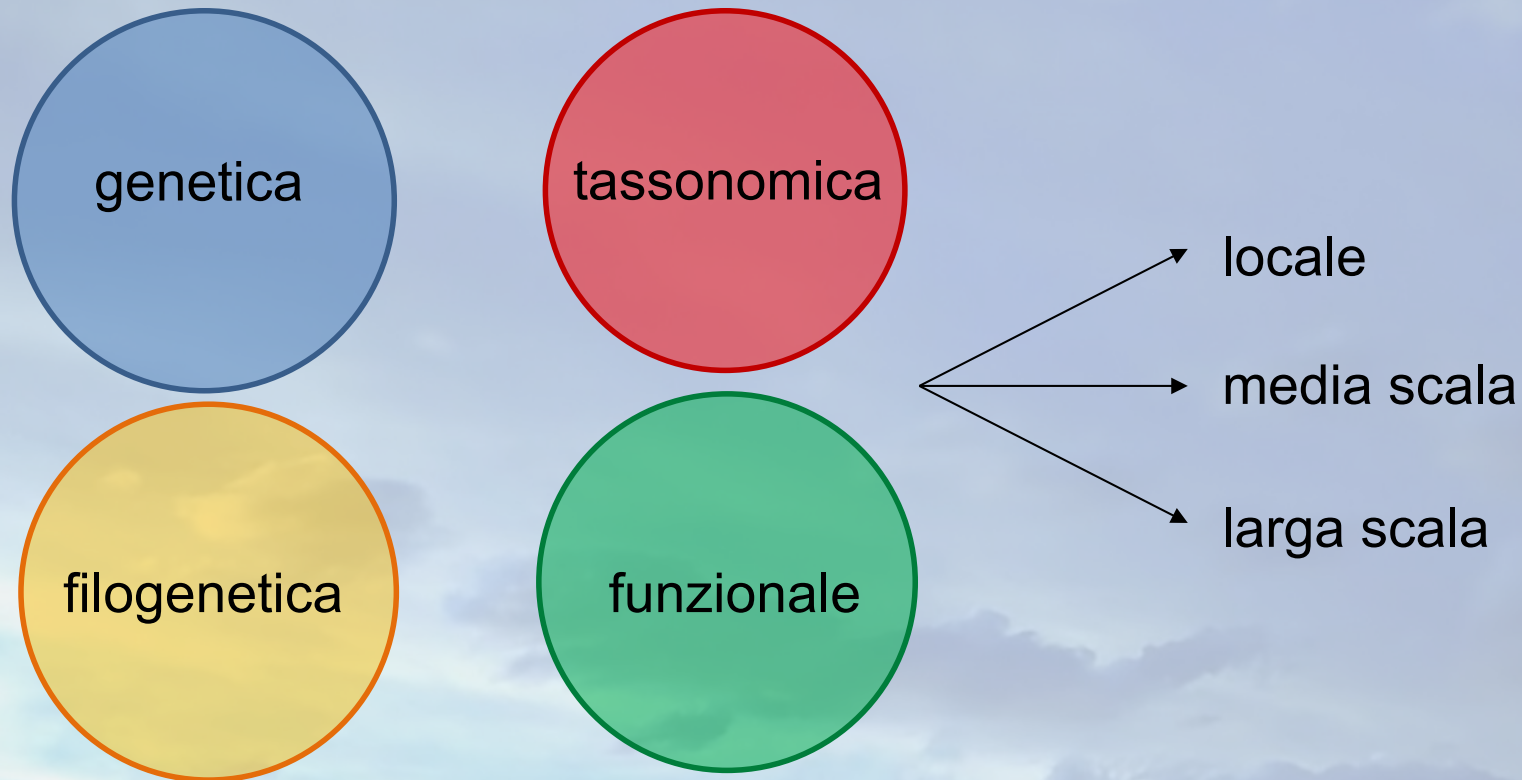 genetica
tassonomica
filogenetica
funzionale
locale
media scala
larga scala